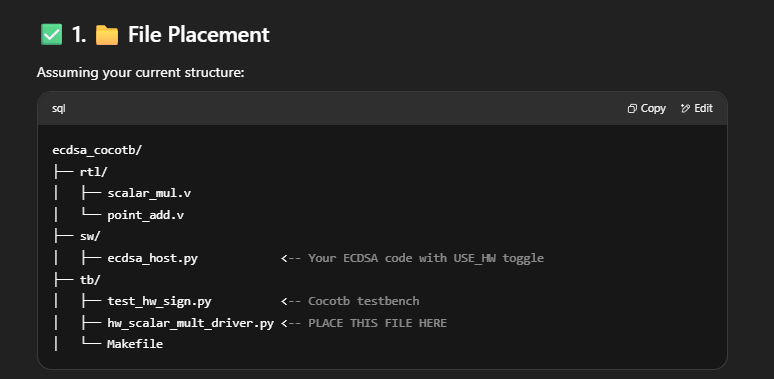 ✅ 1. 📁 File Placement
Assuming your current structure:
sql Copy Edit
ecdsa_cocotb/
├── rtl/
│   ├── scalar_mul.v
│   └── point_add.v
├── sw/
│   ├── ecdsa_host.py            <-- Your ECDSA code with USE_HW toggle
├── tb/
│   ├── test_hw_sign.py          <-- Cocotb testbench
│   ├── hw_scalar_mult_driver.py <-- PLACE THIS FILE HERE
│   └── Makefile